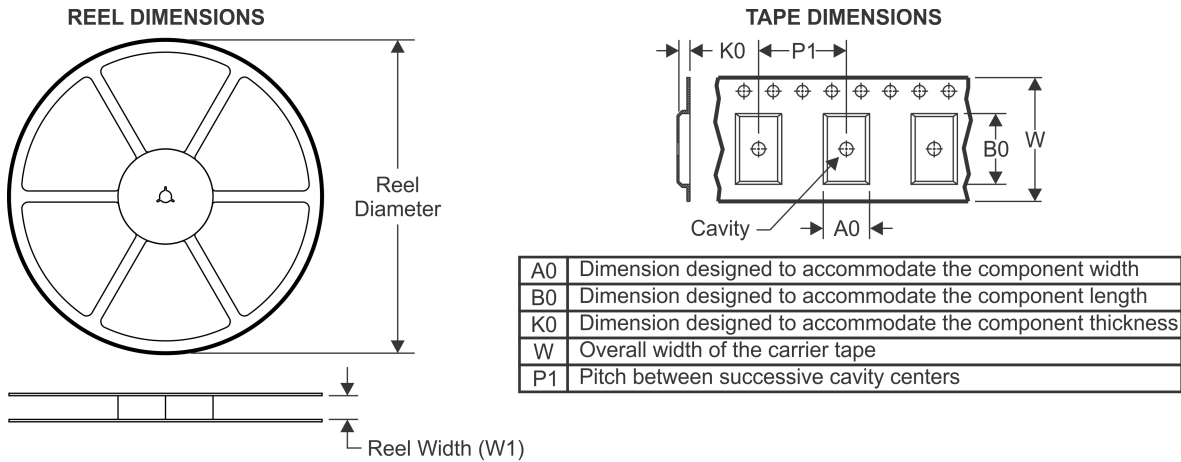 REEL DIMENSIONS
Reel
Diameter
Reel Width (W1)
TAPE DIMENSIONS
K0
P1
B0
W
Cavity
A0
A0 Dimension designed to accommodate the component width
B0 Dimension designed to accommodate the component length
K0 Dimension designed to accommodate the component thickness
W Overall width of the carrier tape
P1 Pitch between successive cavity centers